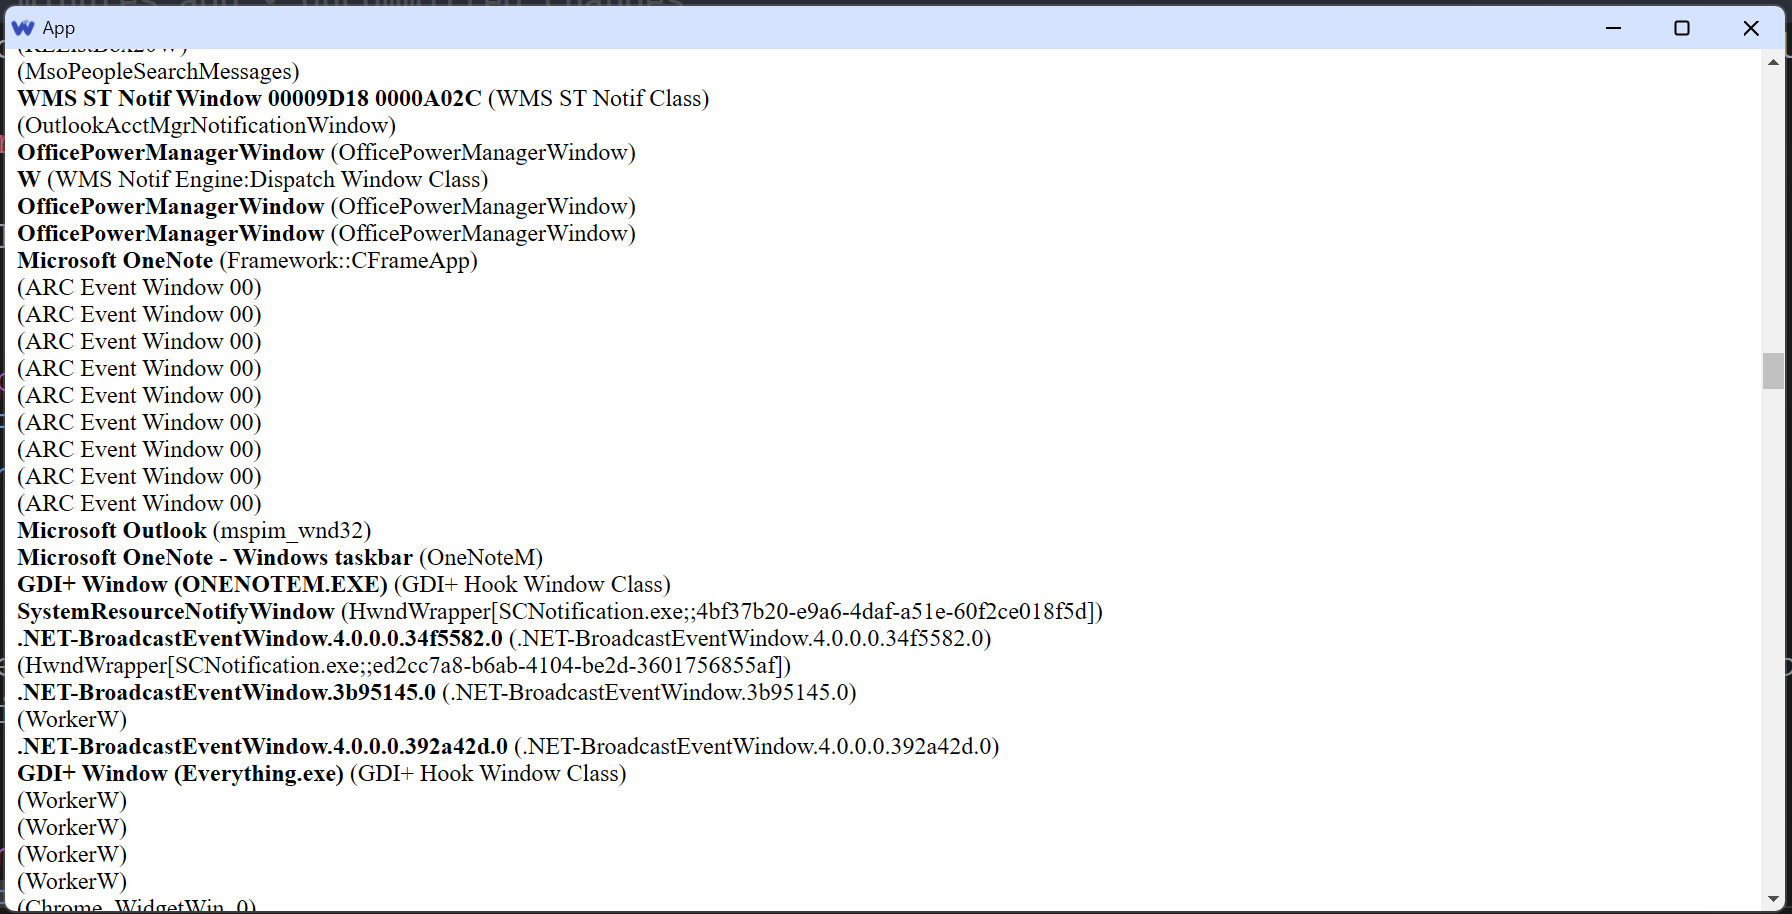 App
(REListBox20W)
(MsoPeopleSearchMessages)
WMS ST Notif Window 00009D18 0000A02C (WMS ST Notif Class)
(OutlookAcctMgrNotificationWindow)
OfficePowerManagerWindow (OfficePowerManagerWindow)
W (WMS Notif Engine:Dispatch Window Class)
OfficePowerManagerWindow (OfficePowerManagerWindow)
OfficePowerManagerWindow (OfficePowerManagerWindow)
Microsoft OneNote (Framework::CFrameApp)
(ARC Event Window 00)
(ARC Event Window 00)
(ARC Event Window 00)
(ARC Event Window 00)
(ARC Event Window 00)
(ARC Event Window 00)
(ARC Event Window 00)
(ARC Event Window 00)
(ARC Event Window 00)
Microsoft Outlook (mspim_wnd32)
Microsoft OneNote - Windows taskbar (OneNoteM)
GDI+ Window (ONENOTEM.EXE) (GDI+ Hook Window Class)
SystemResourceNotifyWindow (HwndWrapper[SCNotification.exe;;4bf37b20-e9a6-4daf-a51e-60f2ce018f5d])
.NET-BroadcastEventWindow.4.0.0.0.34f5582.0 (.NET-BroadcastEventWindow.4.0.0.0.34f5582.0)
(HwndWrapper[SCNotification.exe;;ed2cc7a8-b6ab-4104-be2d-3601756855af])
.NET-BroadcastEventWindow.3b95145.0 (.NET-BroadcastEventWindow.3b95145.0)
(WorkerW)
.NET-BroadcastEventWindow.4.0.0.0.392a42d.0 (.NET-BroadcastEventWindow.4.0.0.0.392a42d.0)
GDI+ Window (Everything.exe) (GDI+ Hook Window Class)
(WorkerW)
(WorkerW)
(WorkerW)
(WorkerW)
(Chrome_WidgetWin_0)